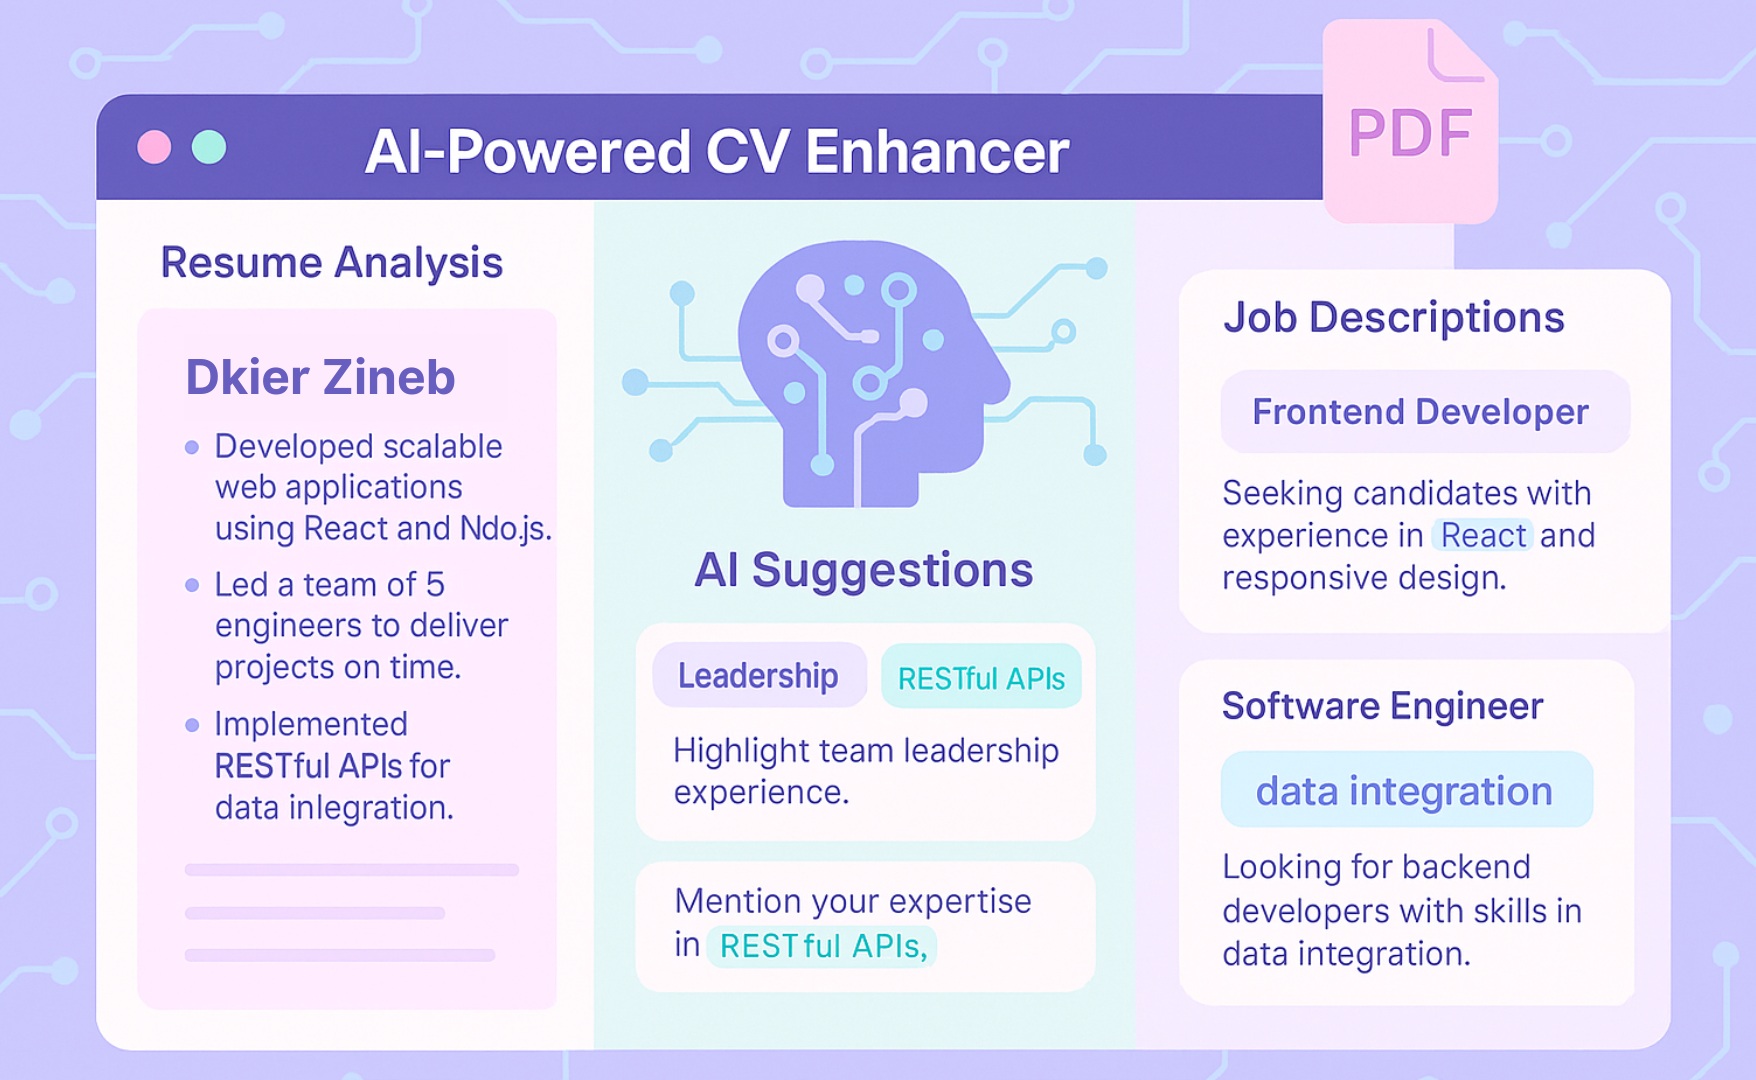 AI-Powered CV Enhancer
PDF
Resume Analysis
Dkier Zineb
Developed scalable
web applications
using React and Ndo.js.
Led a team of 5
engineers to deliver
projects on time.
Implemented
RESTful APIs for
data inlegration.
AI Suggestions
Leadership
RESTful APIs
Highlight team leadership
experience.
Mention your expertise
in RESTful APIs,
Job Descriptions
Frontend Developer
Seeking candidates with
experience in React and
responsive design.
Software Engineer
data integration
Looking for backend
developers with skills in
data integration.